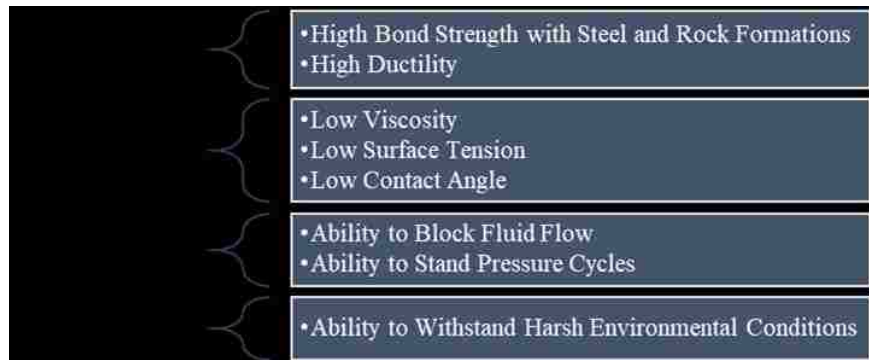 •Higth Bond Strength with Steel and Rock Formations
•High Ductility
•Low Viscosity
•Low Surface Tension
•Low Contact Angle
•Ability to Block Fluid Flow
•Ability to Stand Pressure Cycles
•Ability to Withstand Harsh Environmental Conditions